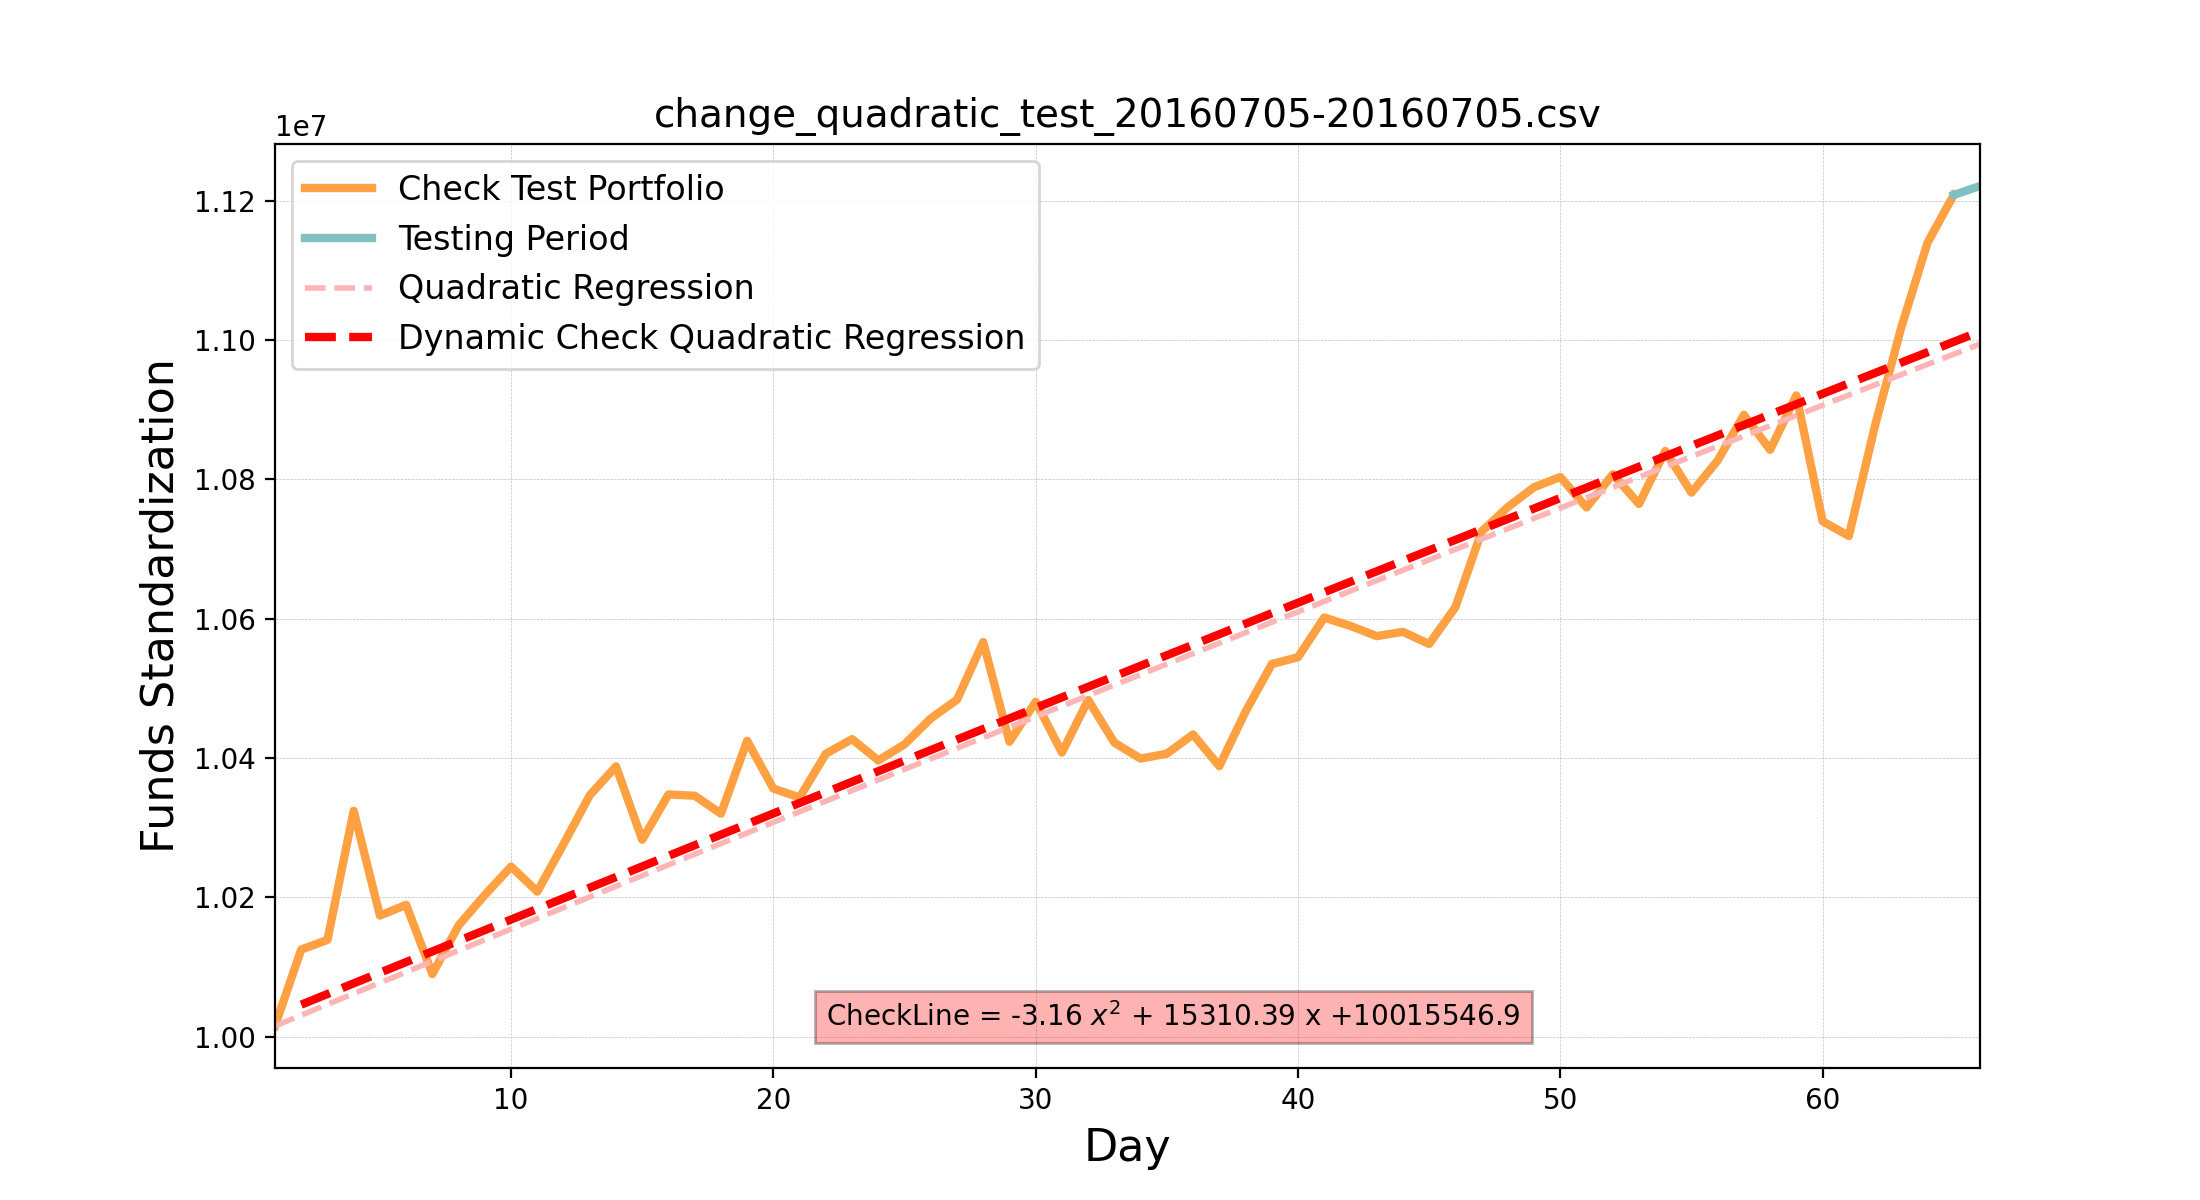 change_quadratic_test_20160705-20160705.csv
1e7
Check Test Portfolio
Testing Period
Quadratic Regression
Dynamic Check Quadratic Regression
1.12
1.10
1.08
1.06
1.04
1.02
1.00
Funds Standardization
CheckLine = -3.16 x² + 15310.39 x +10015546.9
10 20 30 40 50 60
Day